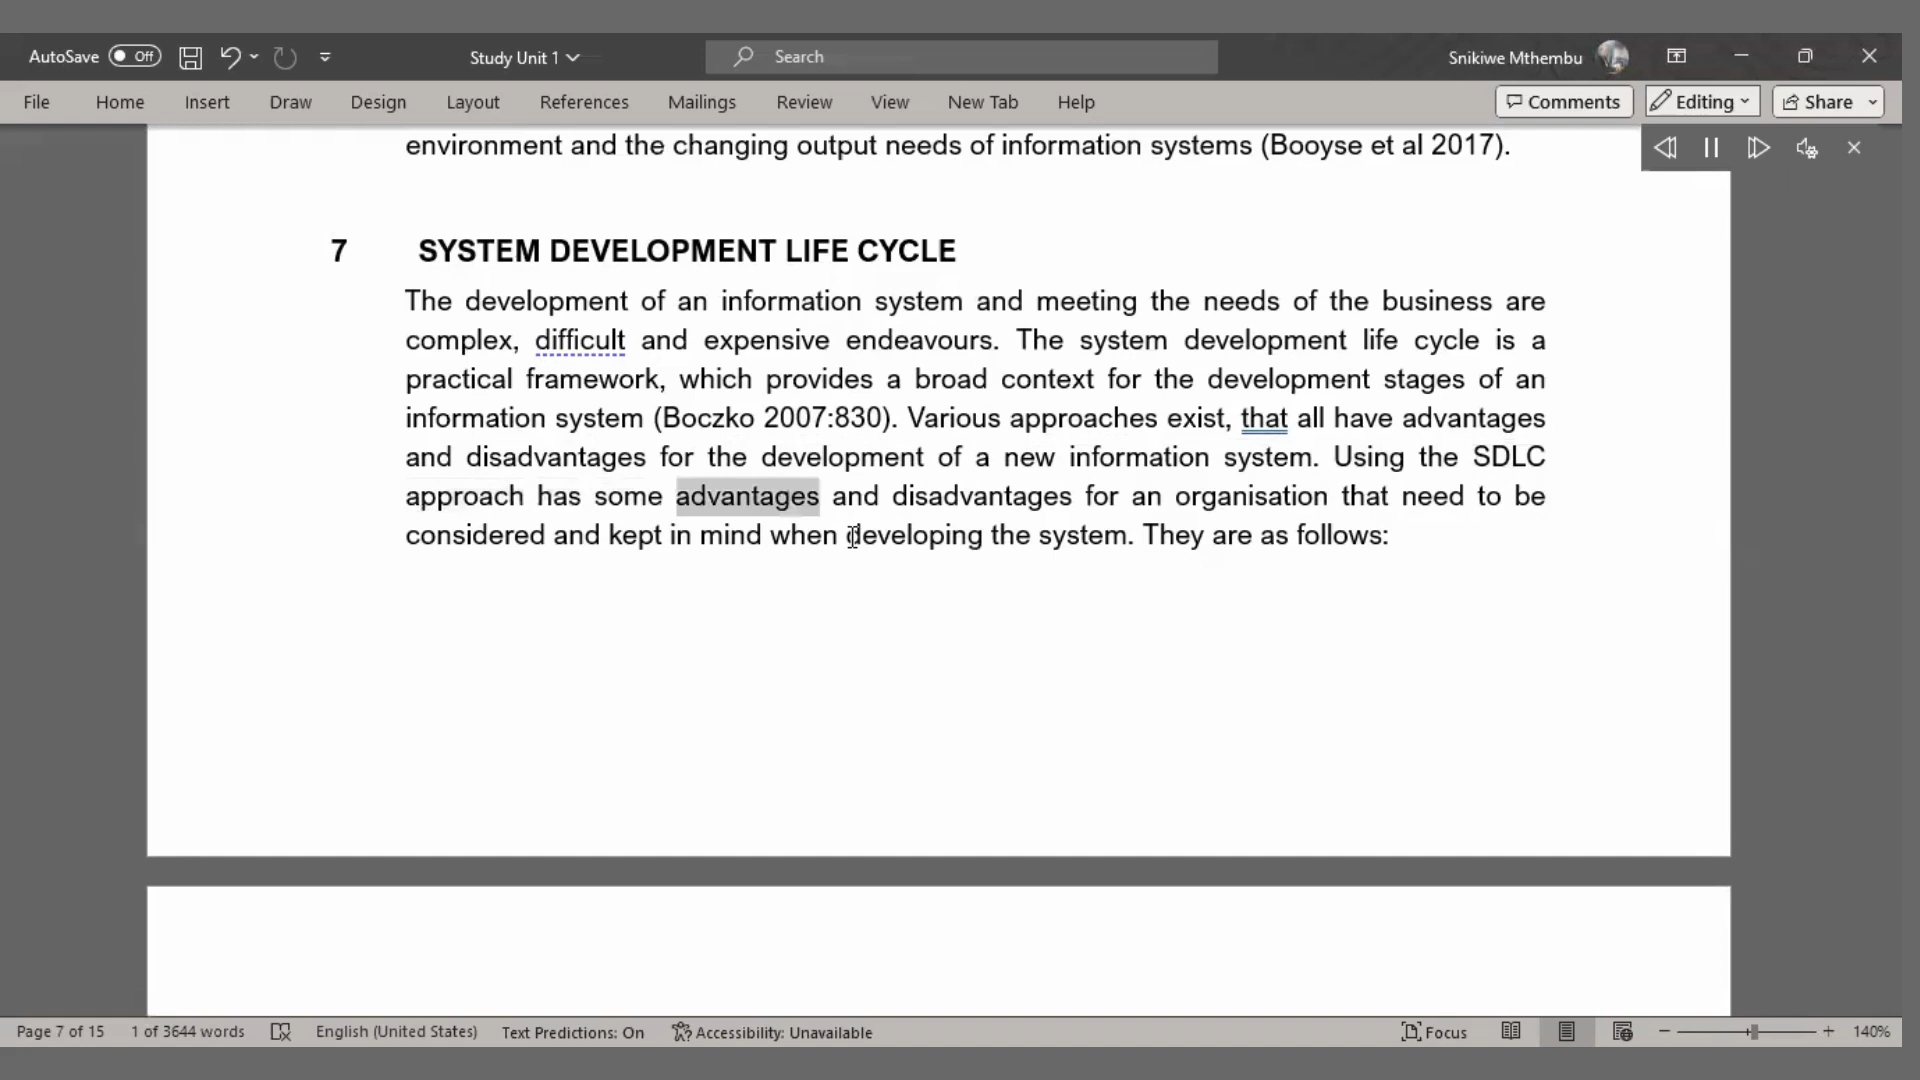 AutoSave Off Study Unit 1 Search Snikiwe Mthembu
File Home Insert Draw Design Layout References Mailings Review View New Tab Help Comments Editing Share
environment and the changing output needs of information systems (Booyse et al 2017).
7 SYSTEM DEVELOPMENT LIFE CYCLE
The development of an information system and meeting the needs of the business are
complex, difficult and expensive endeavours. The system development life cycle is a
practical framework, which provides a broad context for the development stages of an
information system (Boczko 2007:830). Various approaches exist, that all have advantages
and disadvantages for the development of a new information system. Using the SDLC
approach has some advantages and disadvantages for an organisation that need to be
considered and kept in mind when developing the system. They are as follows:
Page 7 of 15 1 of 3644 words English (United States) Text Predictions: On Accessibility: Unavailable Focus 140%